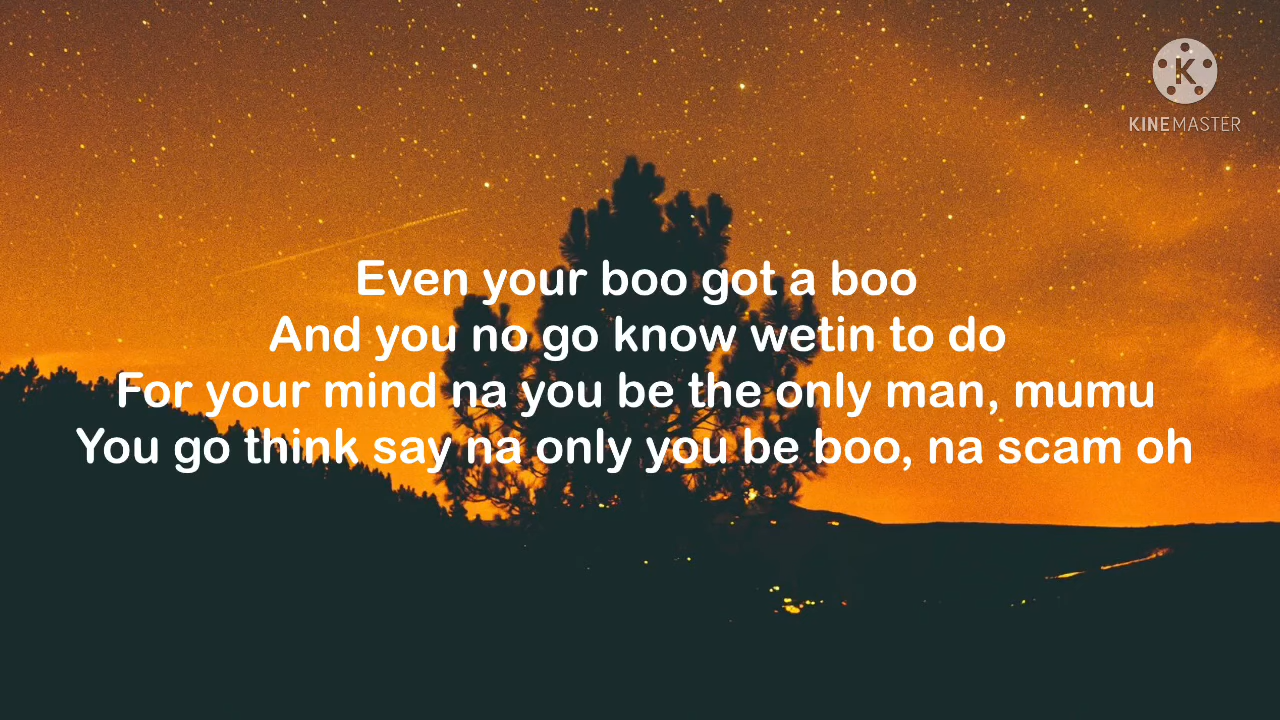 K
KINEMASTER
Even your boo got a boo
And you no go know wetin to do
For your mind na you be the only man, mumu
You go think say na only you be boo, na scam oh